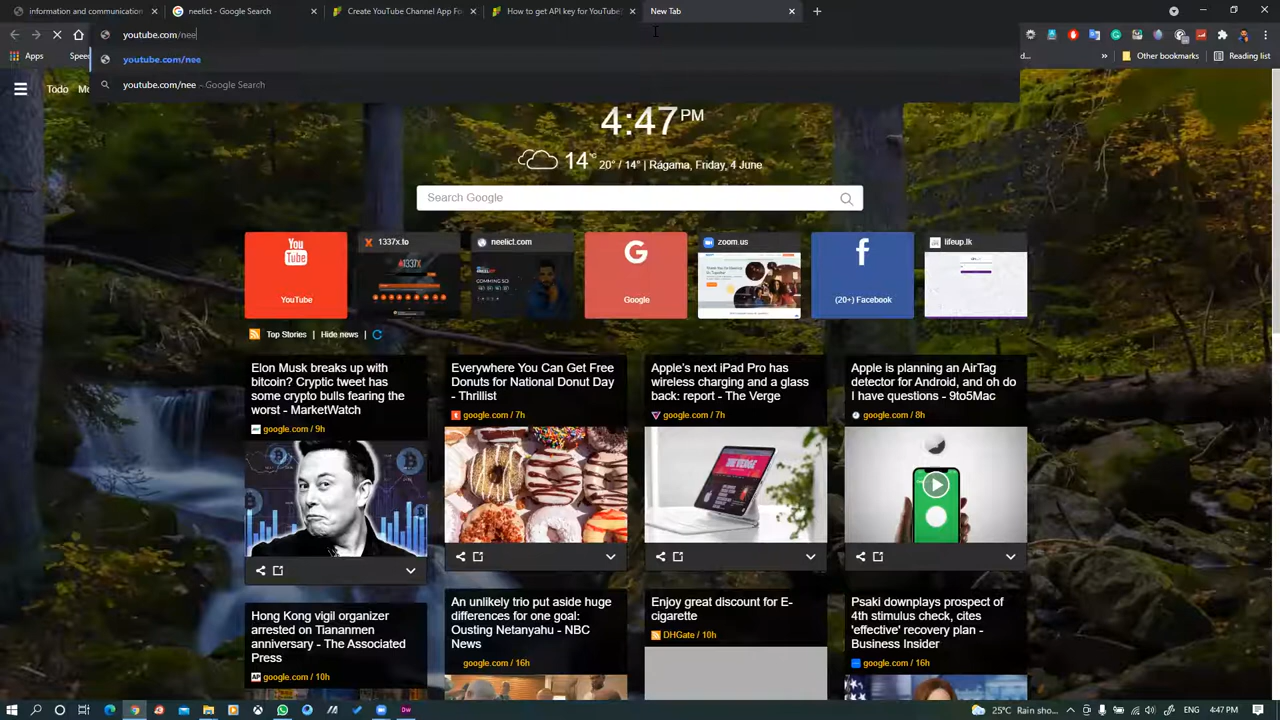 information and communication
neelict - Google Search
Create YouTube Channel App Fo
How to get API key for YouTube
New Tab
youtube.com/nee
Apps
Speed
d...
Other bookmarks
Reading list
youtube.com/nee
youtube.com/nee - Google Search
Todo
Mo
4:47 PM
14°C 20° / 14° | Rágama, Friday, 4 June
Search Google
You
Tube
YouTube
1337x.to
1337X
neelict.com
COMMING SO
Google
zoom.us
f
(20+) Facebook
lifeup.lk
Top Stories | Hide news |
Elon Musk breaks up with
bitcoin? Cryptic tweet has
some crypto bulls fearing the
worst - MarketWatch
google.com / 9h
Everywhere You Can Get Free
Donuts for National Donut Day
- Thrillist
google.com / 7h
Apple's next iPad Pro has
wireless charging and a glass
back: report - The Verge
google.com / 7h
Apple is planning an AirTag
detector for Android, and oh do
I have questions - 9to5Mac
google.com / 8h
Hong Kong vigil organizer
arrested on Tiananmen
anniversary - The Associated
Press
google.com / 10h
An unlikely trio put aside huge
differences for one goal:
Ousting Netanyahu - NBC
News
google.com / 16h
Enjoy great discount for E-
cigarette
DHGate / 10h
Psaki downplays prospect of
4th stimulus check, cites
'effective' recovery plan -
Business Insider
google.com / 16h
25°C Rain sho...
ENG
4:47 PM